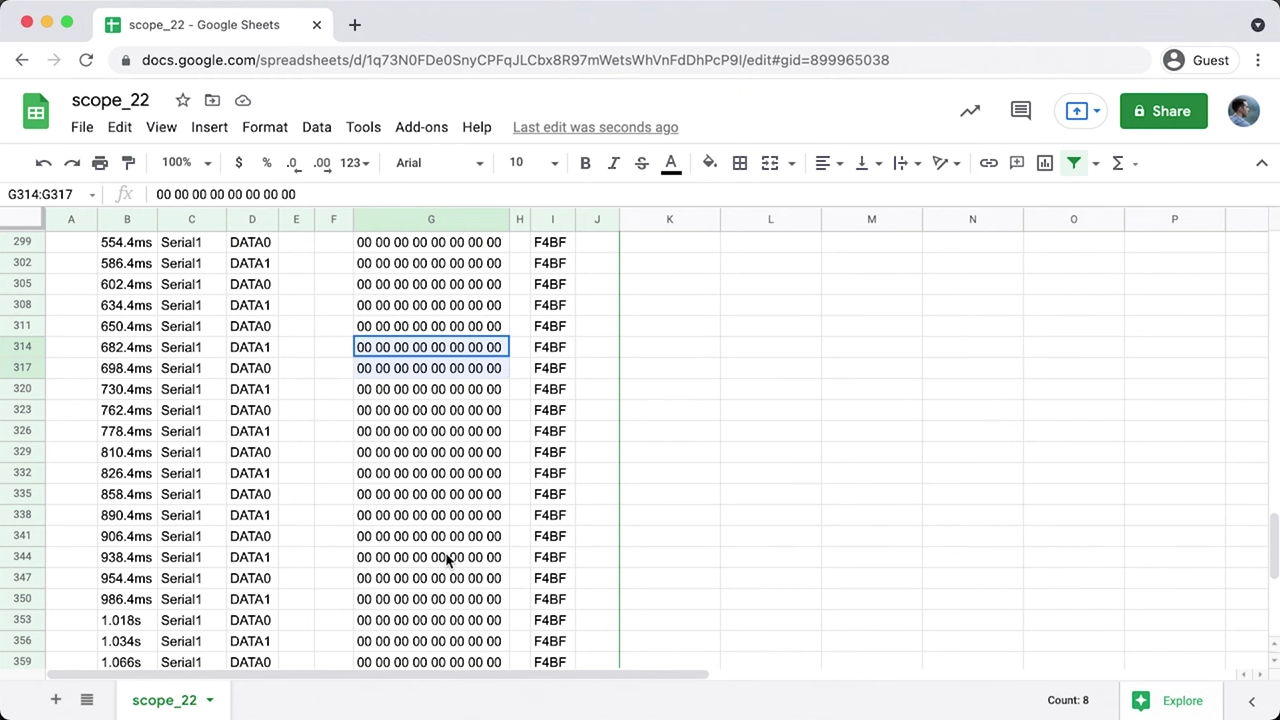 scope_22 - Google Sheets
docs.google.com/spreadsheets/d/1q73N0FDe0SnyCPFqJLCbx8R97mWetsWhVnFdDhPcP9I/edit#gid=899965038
Guest
scope_22
Share
File Edit View Insert Format Data Tools Add-ons Help Last edit was seconds ago
100% $ % .0 .00 123 Arial 10 B I S A Σ
G314:G317 fx 00 00 00 00 00 00 00 00
A B C D E F G H I J K L M N O P
299 554.4ms Serial1 DATA0 00 00 00 00 00 00 00 00 F4BF
302 586.4ms Serial1 DATA1 00 00 00 00 00 00 00 00 F4BF
305 602.4ms Serial1 DATA0 00 00 00 00 00 00 00 00 F4BF
308 634.4ms Serial1 DATA1 00 00 00 00 00 00 00 00 F4BF
311 650.4ms Serial1 DATA0 00 00 00 00 00 00 00 00 F4BF
314 682.4ms Serial1 DATA1 00 00 00 00 00 00 00 00 F4BF
317 698.4ms Serial1 DATA0 00 00 00 00 00 00 00 00 F4BF
320 730.4ms Serial1 DATA1 00 00 00 00 00 00 00 00 F4BF
323 762.4ms Serial1 DATA0 00 00 00 00 00 00 00 00 F4BF
326 778.4ms Serial1 DATA1 00 00 00 00 00 00 00 00 F4BF
329 810.4ms Serial1 DATA0 00 00 00 00 00 00 00 00 F4BF
332 826.4ms Serial1 DATA1 00 00 00 00 00 00 00 00 F4BF
335 858.4ms Serial1 DATA0 00 00 00 00 00 00 00 00 F4BF
338 890.4ms Serial1 DATA1 00 00 00 00 00 00 00 00 F4BF
341 906.4ms Serial1 DATA0 00 00 00 00 00 00 00 00 F4BF
344 938.4ms Serial1 DATA1 00 00 00 00 00 00 00 00 F4BF
347 954.4ms Serial1 DATA0 00 00 00 00 00 00 00 00 F4BF
350 986.4ms Serial1 DATA1 00 00 00 00 00 00 00 00 F4BF
353 1.018s Serial1 DATA0 00 00 00 00 00 00 00 00 F4BF
356 1.034s Serial1 DATA1 00 00 00 00 00 00 00 00 F4BF
359 1.066s Serial1 DATA0 00 00 00 00 00 00 00 00 F4BF
scope_22 Count: 8 Explore